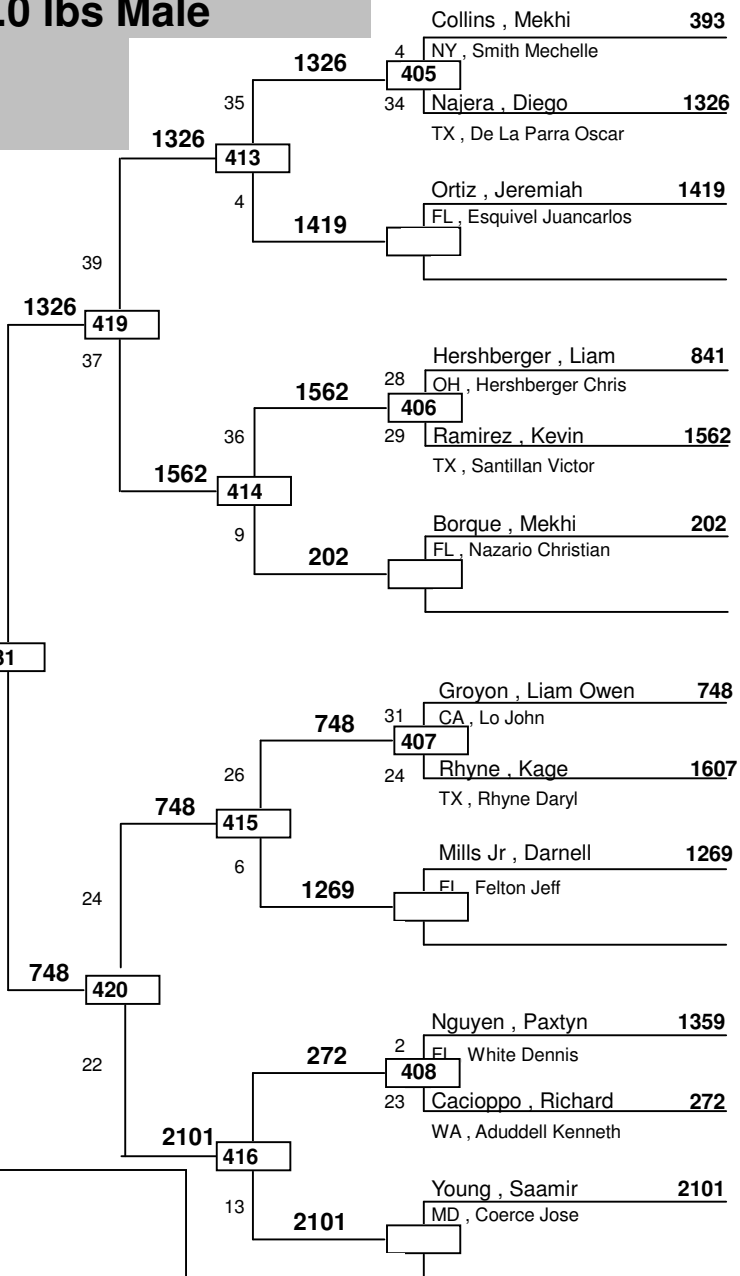 .0 lbs Male
Collins , Mekhi 393
4 NY , Smith Mechelle
1326
405
35 34 Najera , Diego 1326
TX , De La Parra Oscar
1326
413
Ortiz , Jeremiah 1419
4
1419 FL , Esquivel Juancarlos
39
1326
419
37
Hershberger , Liam 841
28 OH , Hershberger Chris
1562
406
36 29 Ramirez , Kevin 1562
TX , Santillan Victor
1562
414
Borque , Mekhi 202
9
202 FL , Nazario Christian
31
Groyon , Liam Owen 748
31 CA , Lo John
748
407
26 24 Rhyne , Kage 1607
TX , Rhyne Daryl
748
415
Mills Jr , Darnell 1269
6
1269 FL Felton Jeff
24
748
420
22
Nguyen , Paxtyn 1359
2 FL White Dennis
272
408
23 Cacioppo , Richard 272
WA , Aduddell Kenneth
2101
416
Young , Saamir 2101
13
2101 MD , Coerce Jose